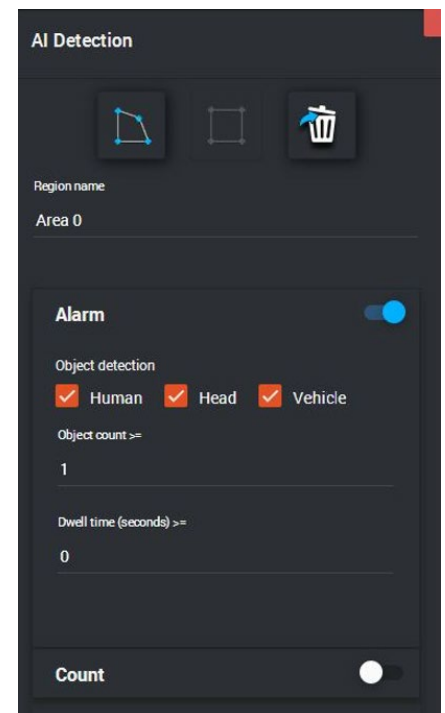 AI Detection
Region name
Area 0
Alarm
Object detection
Human Head Vehicle
Object count >=
1
Dwell time (seconds) >=
0
Count